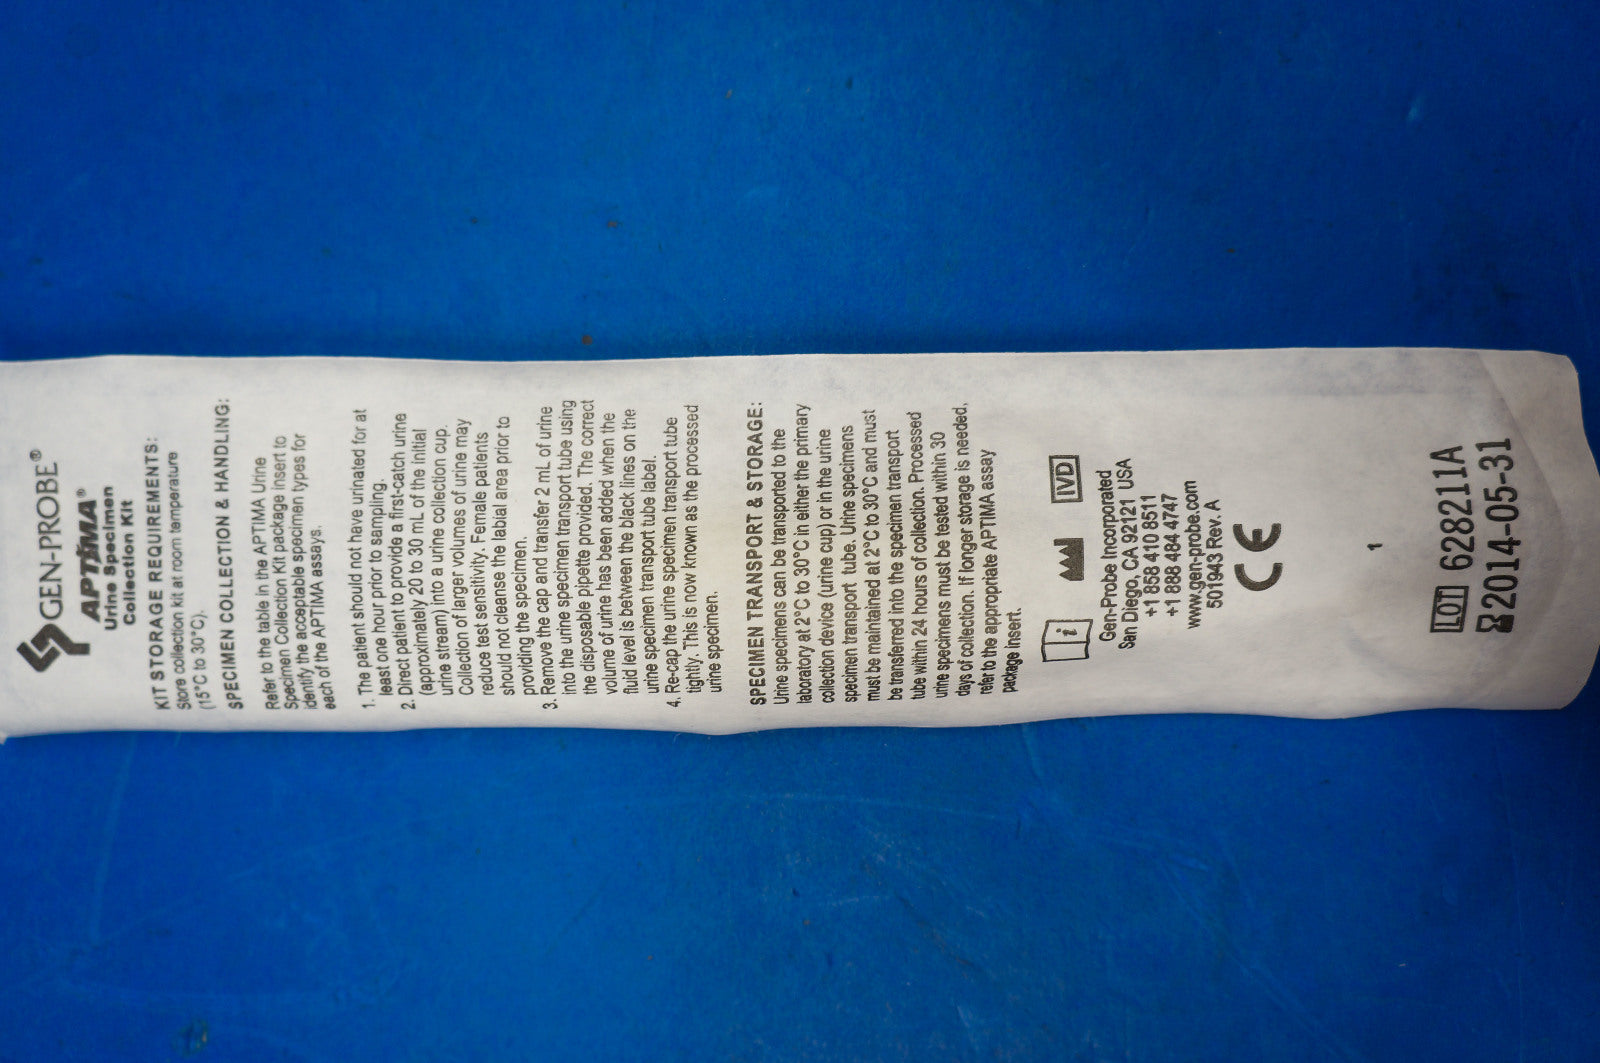 GEN-PROBE®
APTIMA®
Urine Specimen
Collection Kit
KIT STORAGE REQUIREMENTS:
Store collection kit at room temperature
(15°C to 30°C).
SPECIMEN COLLECTION & HANDLING:
Refer to the table in the APTIMA Urine
Specimen Collection Kit package insert to
identify the acceptable specimen types for
each of the APTIMA assays.
1. The patient should not have urinated for at
least one hour prior to sampling.
2. Direct patient to provide a first-catch urine
(approximately 20 to 30 mL of the initial
urine stream) into a urine collection cup.
Collection of larger volumes of urine may
reduce test sensitivity. Female patients
should not cleanse the labial area prior to
providing the specimen.
3. Remove the cap and transfer 2 mL of urine
into the urine specimen transport tube using
the disposable pipette provided. The correct
volume of urine has been added when the
fluid level is between the black lines on the
urine specimen transport tube label.
4. Re-cap the urine specimen transport tube
tightly. This is now known as the processed
urine specimen.
SPECIMEN TRANSPORT & STORAGE:
Urine specimens can be transported to the
laboratory at 2°C to 30°C in either the primary
collection device (urine cup) or in the urine
specimen transport tube. Urine specimens
must be maintained at 2°C to 30°C and must
be transferred into the specimen transport
tube within 24 hours of collection. Processed
urine specimens must be tested within 30
days of collection. If longer storage is needed,
refer to the appropriate APTIMA assay
package insert.
i IVD
Gen-Probe Incorporated
San Diego, CA 92121 USA
+1 858 410 8511
+1 888 484 4747
www.gen-probe.com
501943 Rev. A
CE
1
LOT 628211A
2014-05-31